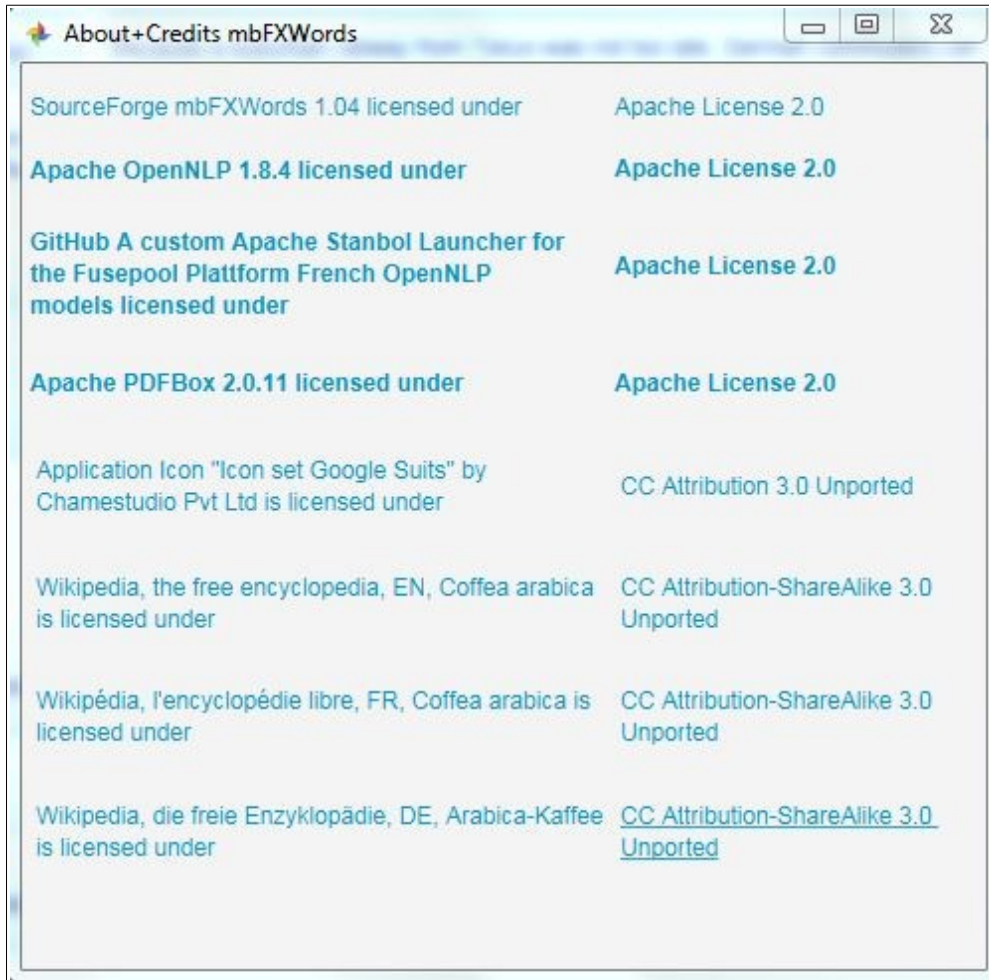 About+Credits mbFXWords
SourceForge mbFXWords 1.04 licensed under
Apache License 2.0
Apache OpenNLP 1.8.4 licensed under
Apache License 2.0
GitHub A custom Apache Stanbol Launcher for
the Fusepool Plattform French OpenNLP
models licensed under
Apache License 2.0
Apache PDFBox 2.0.11 licensed under
Apache License 2.0
Application Icon "Icon set Google Suits" by
Chamestudio Pvt Ltd is licensed under
CC Attribution 3.0 Unported
Wikipedia, the free encyclopedia, EN, Coffea arabica
is licensed under
CC Attribution-ShareAlike 3.0
Unported
Wikipédia, l'encyclopédie libre, FR, Coffea arabica is
licensed under
CC Attribution-ShareAlike 3.0
Unported
Wikipedia, die freie Enzyklopädie, DE, Arabica-Kaffee
is licensed under
CC Attribution-ShareAlike 3.0
Unported